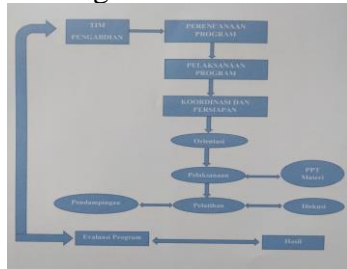 TIM
PENGABDIAN
PERENCANAAN
PROGRAM
PELAKSANAAN
PROGRAM
KOORDINASI DAN
PERSIAPAN
Orientasi
Pelaksanaan
PPT
Materi
Pendampingan
Pelatihan
Diskusi
Evaluasi Program
Hasil